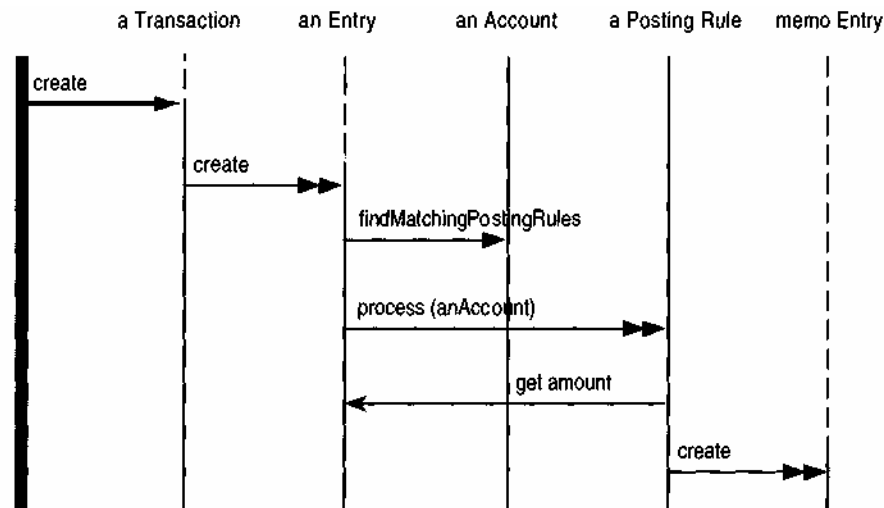 a Transaction
an Entry
an Account
a Posting Rule
memo Entry
create
create
findMatchingPostingRules
process (anAccount)
get amount
create